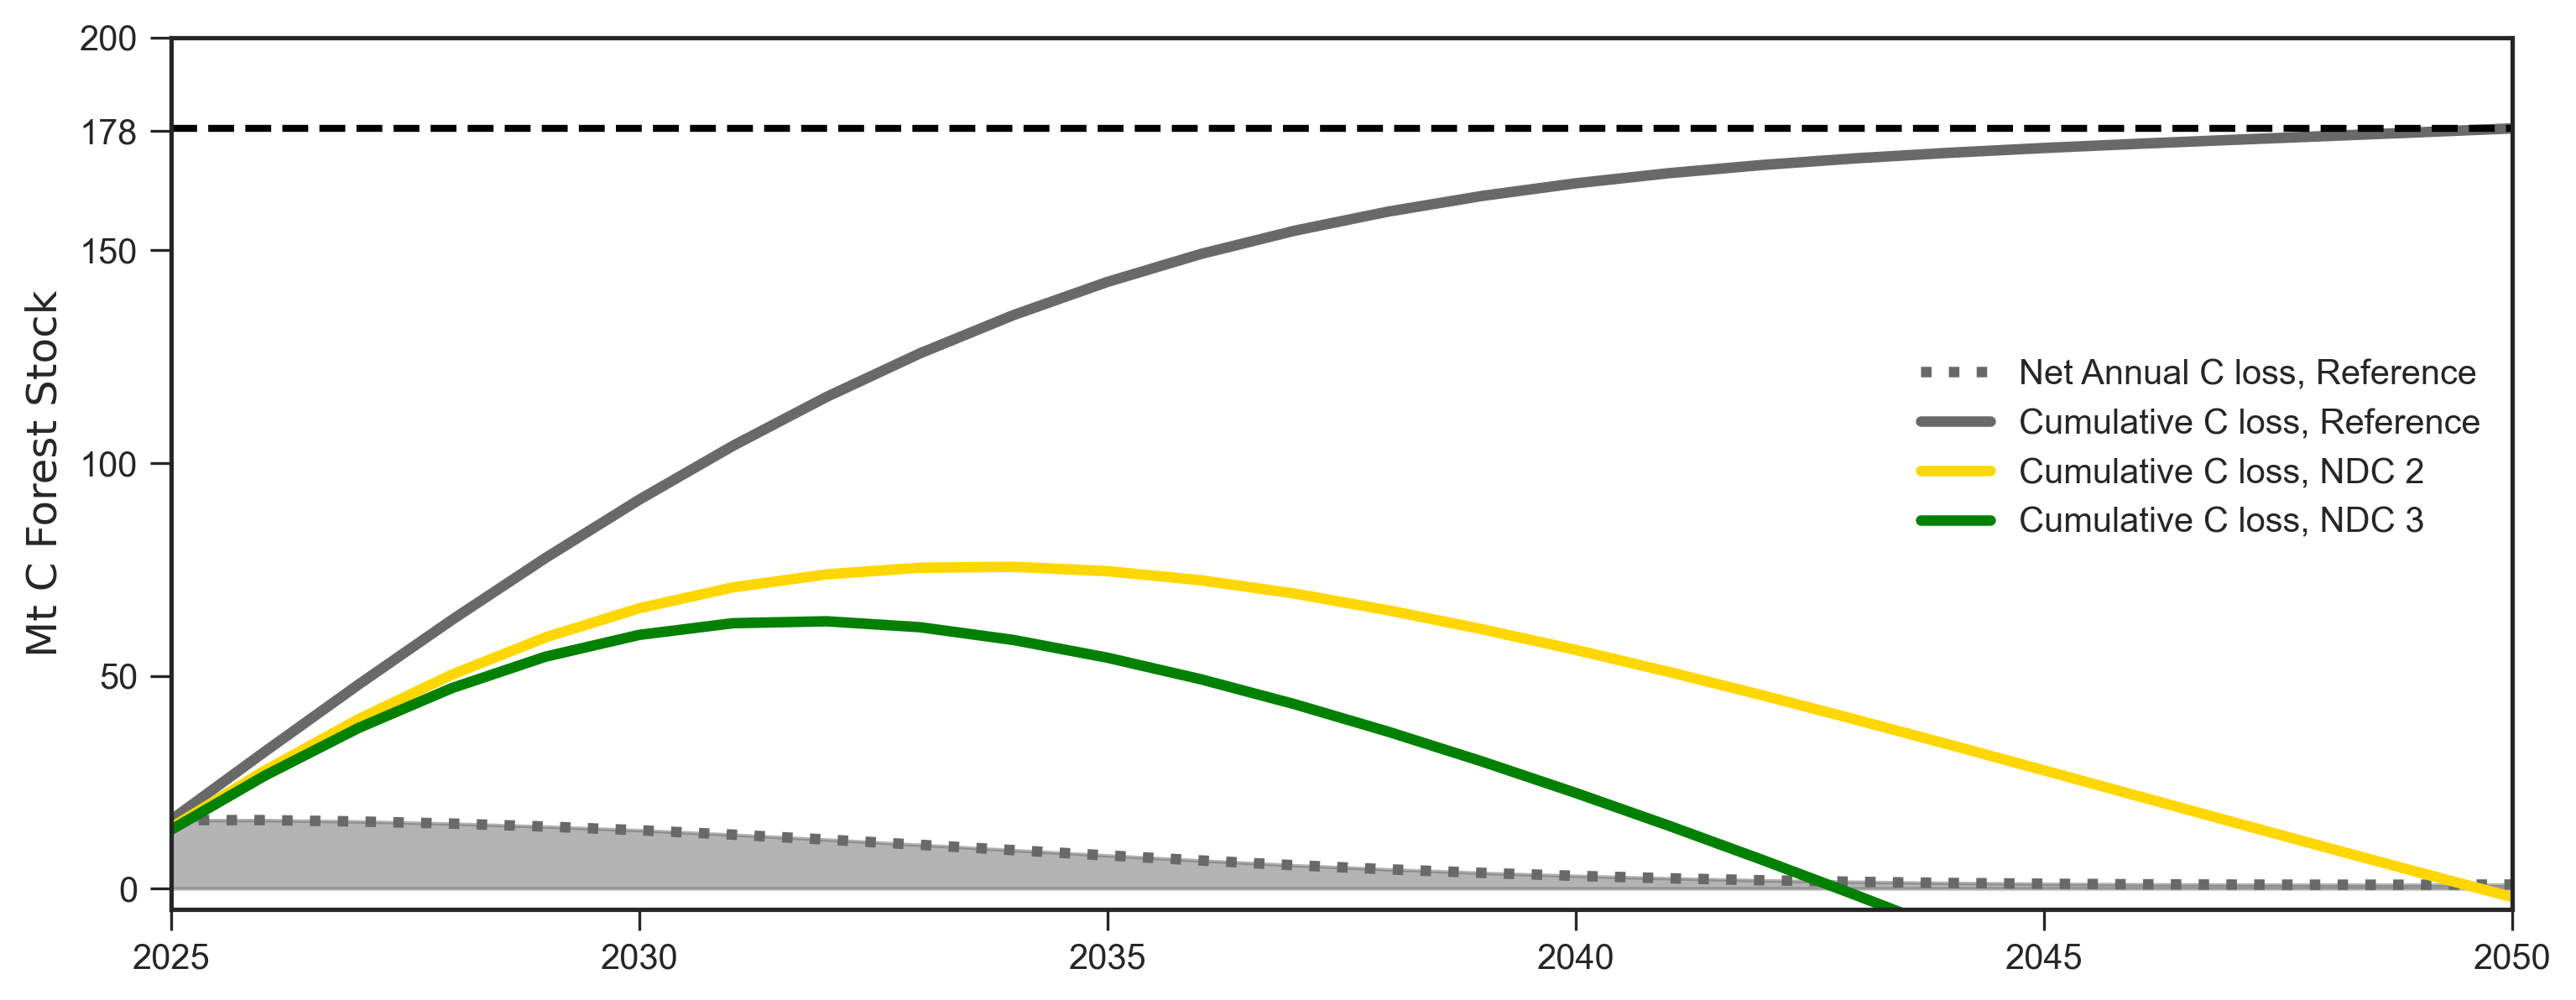 200
178
150
100
50
0
Mt C Forest Stock
Net Annual C loss, Reference
Cumulative C loss, Reference
Cumulative C loss, NDC 2
Cumulative C loss, NDC 3
2025 2030 2035 2040 2045 2050